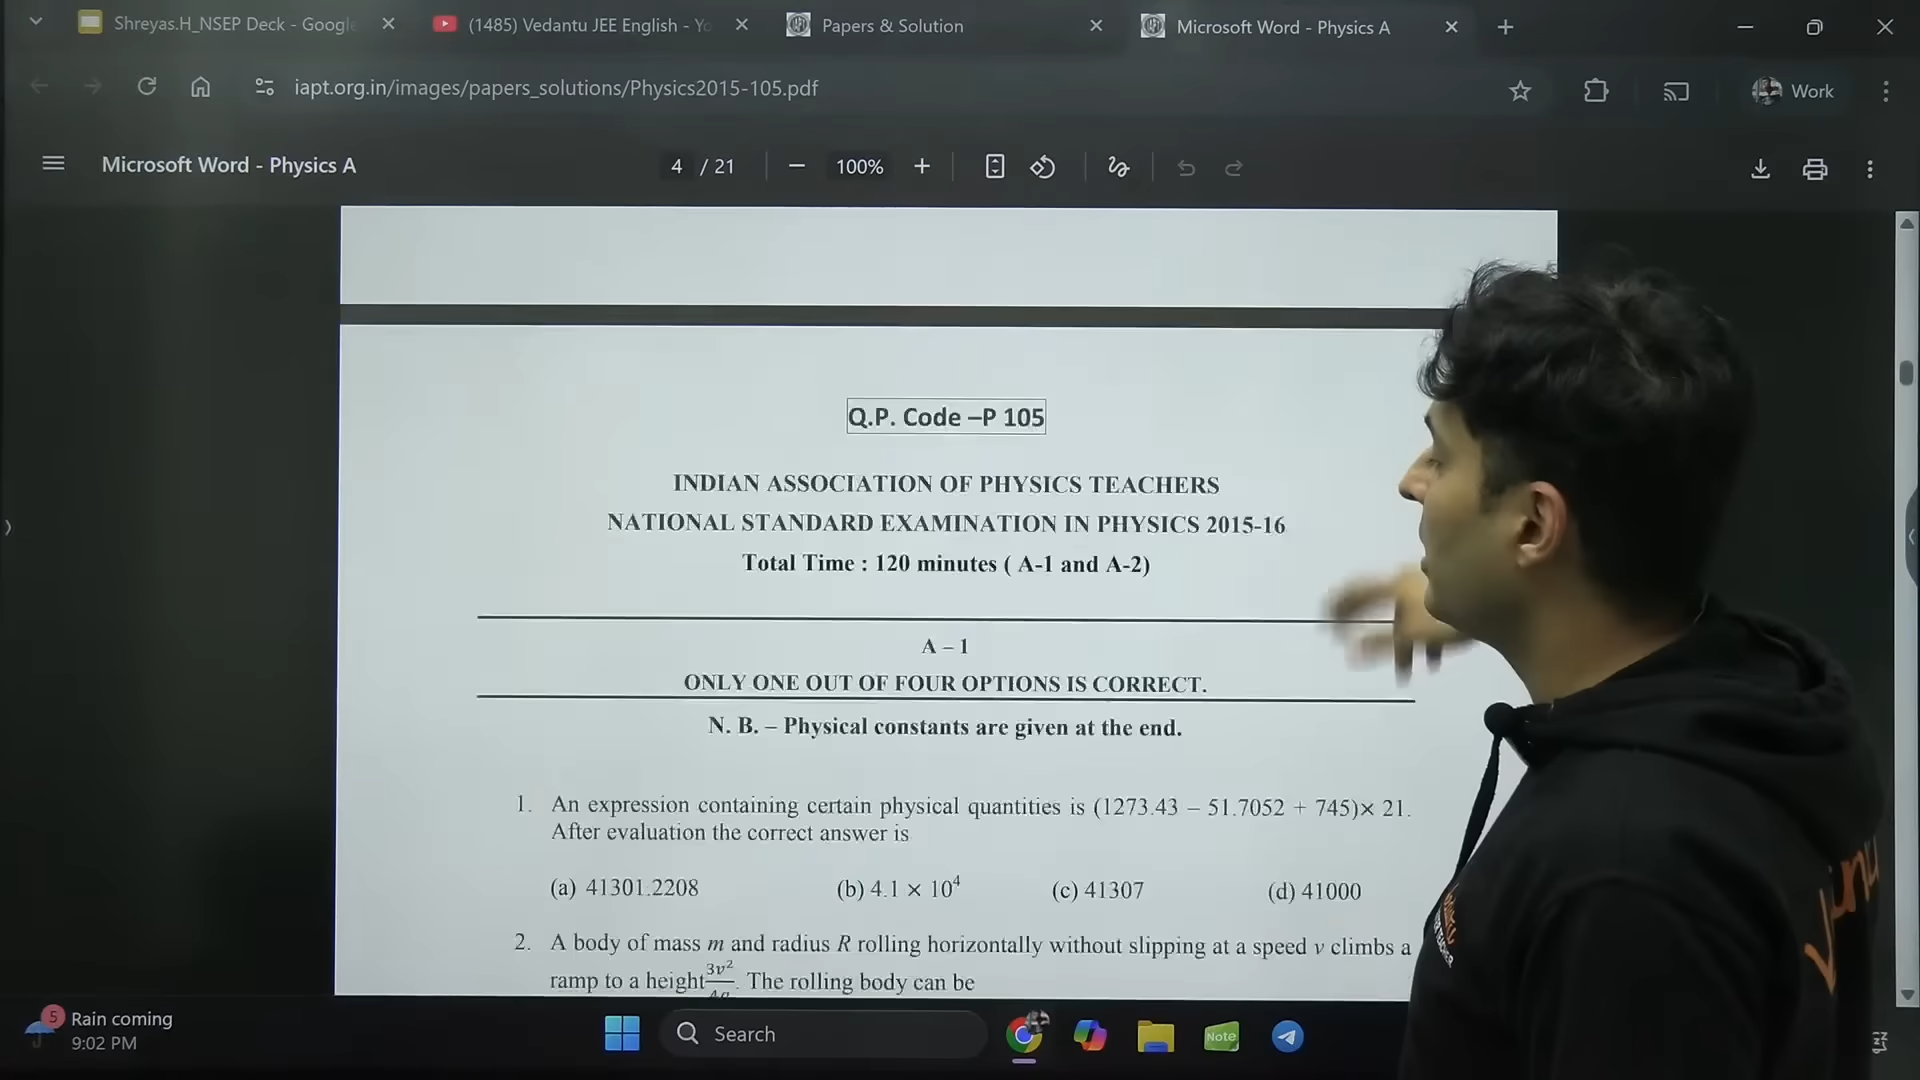 Shreyas.H_NSEP Deck - Google
(1485) Vedantu JEE English - Yo
Papers & Solution
Microsoft Word - Physics A
iapt.org.in/images/papers_solutions/Physics2015-105.pdf
Work
Microsoft Word - Physics A
4 / 21
100%
Q.P. Code –P 105
INDIAN ASSOCIATION OF PHYSICS TEACHERS
NATIONAL STANDARD EXAMINATION IN PHYSICS 2015-16
Total Time : 120 minutes ( A-1 and A-2)
A – 1
ONLY ONE OUT OF FOUR OPTIONS IS CORRECT.
N. B. – Physical constants are given at the end.
1. An expression containing certain physical quantities is (1273.43 – 51.7052 + 745)× 21.
After evaluation the correct answer is
(a) 41301.2208 (b) 4.1 × 10⁴ (c) 41307 (d) 41000
2. A body of mass m and radius R rolling horizontally without slipping at a speed v climbs a
ramp to a height 3v²/4g. The rolling body can be
5
Rain coming
9:02 PM
Search
Note